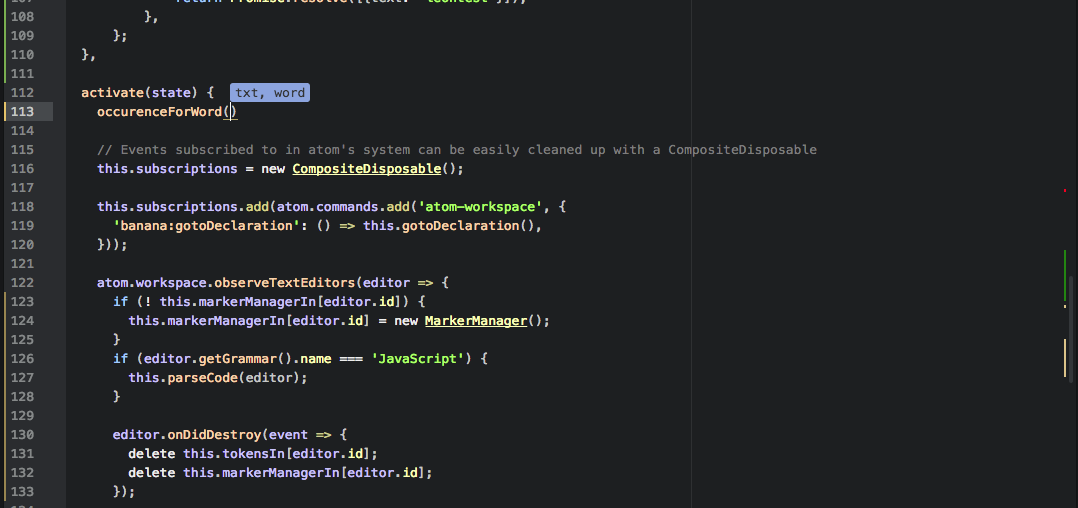 108 },
109 };
110 },
111
112 activate(state) { txt, word
113 occurenceForWord()
114
115 // Events subscribed to in atom's system can be easily cleaned up with a CompositeDisposable
116 this.subscriptions = new CompositeDisposable();
117
118 this.subscriptions.add(atom.commands.add('atom-workspace', {
119 'banana:gotoDeclaration': () => this.gotoDeclaration(),
120 }));
121
122 atom.workspace.observeTextEditors(editor => {
123 if (! this.markerManagerIn[editor.id]) {
124 this.markerManagerIn[editor.id] = new MarkerManager();
125 }
126 if (editor.getGrammar().name === 'JavaScript') {
127 this.parseCode(editor);
128 }
129
130 editor.onDidDestroy(event => {
131 delete this.tokensIn[editor.id];
132 delete this.markerManagerIn[editor.id];
133 });